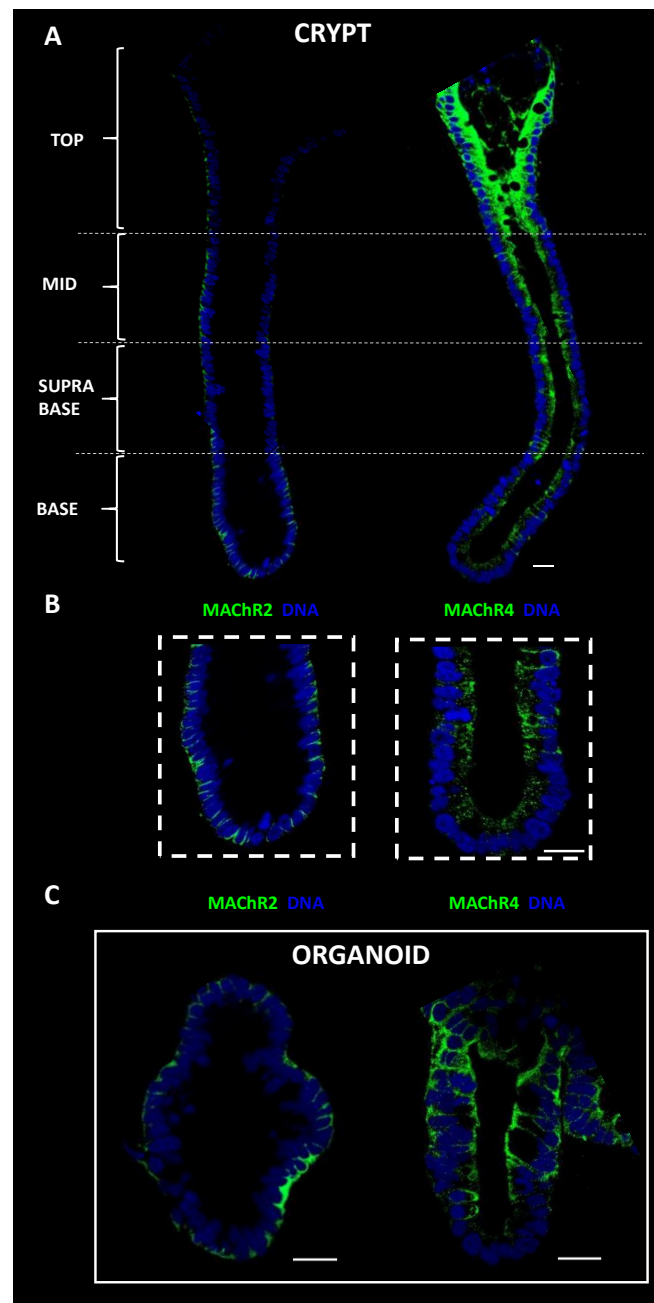 A
CRYPT
TOP
MID
SUPRA
BASE
BASE
B
MAChR2 DNA
MAChR4 DNA
C
MAChR2 DNA
MAChR4 DNA
ORGANOID